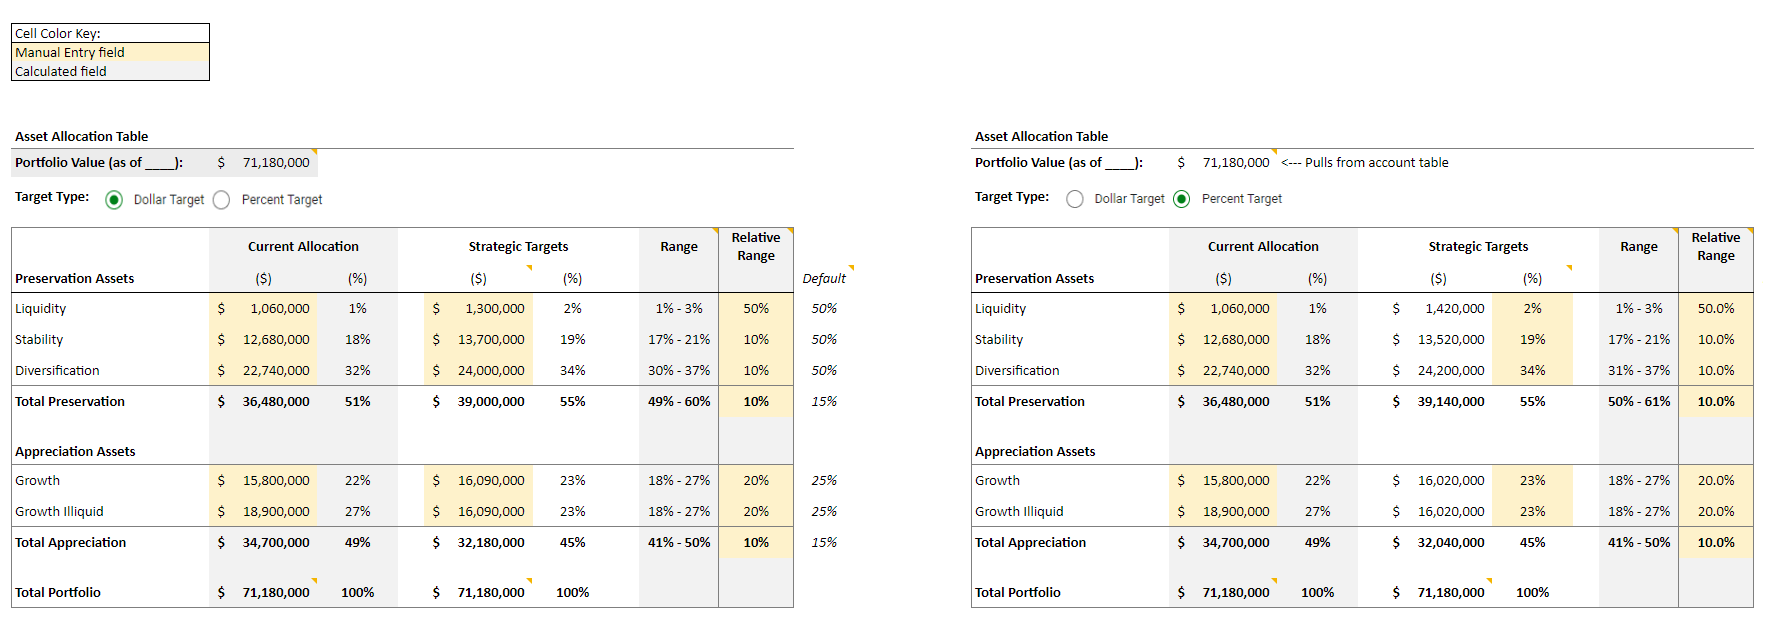 Cell Color Key:
Manual Entry field
Calculated field
Asset Allocation Table
Portfolio Value (as of ____): $ 71,180,000
Target Type: Dollar Target Percent Target
Current Allocation Strategic Targets Range Relative Range
Preservation Assets ($) (%) ($) (%) Default
Liquidity $ 1,060,000 1% $ 1,300,000 2% 1% - 3% 50% 50%
Stability $ 12,680,000 18% $ 13,700,000 19% 17% - 21% 10% 50%
Diversification $ 22,740,000 32% $ 24,000,000 34% 30% - 37% 10% 50%
Total Preservation $ 36,480,000 51% $ 39,000,000 55% 49% - 60% 10% 15%
Appreciation Assets
Growth $ 15,800,000 22% $ 16,090,000 23% 18% - 27% 20% 25%
Growth Illiquid $ 18,900,000 27% $ 16,090,000 23% 18% - 27% 20% 25%
Total Appreciation $ 34,700,000 49% $ 32,180,000 45% 41% - 50% 10% 15%
Total Portfolio $ 71,180,000 100% $ 71,180,000 100%
Asset Allocation Table
Portfolio Value (as of ____): $ 71,180,000 <--- Pulls from account table
Target Type: Dollar Target Percent Target
Current Allocation Strategic Targets Range Relative Range
Preservation Assets ($) (%) ($) (%)
Liquidity $ 1,060,000 1% $ 1,420,000 2% 1% - 3% 50.0%
Stability $ 12,680,000 18% $ 13,520,000 19% 17% - 21% 10.0%
Diversification $ 22,740,000 32% $ 24,200,000 34% 31% - 37% 10.0%
Total Preservation $ 36,480,000 51% $ 39,140,000 55% 50% - 61% 10.0%
Appreciation Assets
Growth $ 15,800,000 22% $ 16,020,000 23% 18% - 27% 20.0%
Growth Illiquid $ 18,900,000 27% $ 16,020,000 23% 18% - 27% 20.0%
Total Appreciation $ 34,700,000 49% $ 32,040,000 45% 41% - 50% 10.0%
Total Portfolio $ 71,180,000 100% $ 71,180,000 100%